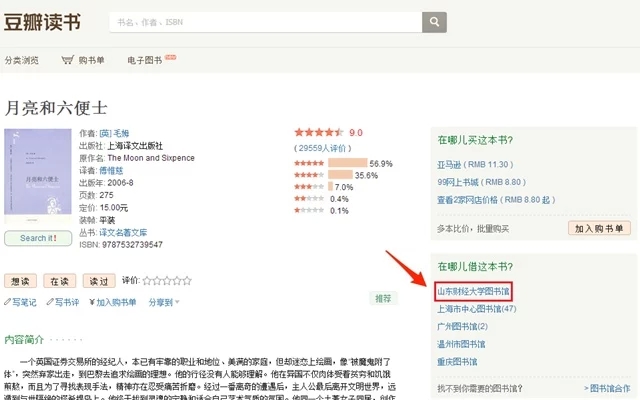 豆瓣读书
书名、作者、ISBN
分类浏览 购书单 电子图书
月亮和六便士
月亮和六便士
Search it!
作者: [英] 毛姆
出版社: 上海译文出版社
原作名: The Moon and Sixpence
译者: 傅惟慈
出版年: 2006-8
页数: 275
定价: 15.00元
装帧: 平装
丛书: 译文名著文库
ISBN: 9787532739547
9.0
(29559人评价)
56.9%
35.6%
7.0%
0.4%
0.1%
在哪儿买这本书?
亚马逊 ( RMB 11.30 )
99网上书城 ( RMB 8.80 )
查看2家网店价格 ( RMB 8.80 起 )
多本比价，批量购买 加入购书单
在哪儿借这本书?
山东财经大学图书馆
上海市中心图书馆(47)
广州图书馆(2)
温州市图书馆
重庆图书馆
找不到你需要的图书馆? > 图书馆合作
想读 在读 读过 评价:
写笔记 写书评 ¥ 加入购书单 分享到
推荐
内容简介 · · · · · ·
一个英国证券交易所的经纪人，本已有牢靠的职业和地位、美满的家庭，但却迷恋上绘画，像“被魔鬼附了
体”，突然弃家出走，到巴黎去追求绘画的理想。他的行径没有人能够理解。他在异国不仅肉体受着贫穷和饥饿
煎熬，而且为了寻找表现手法，精神亦在忍受痛苦折磨。经过一番离奇的遭遇后，主人公最后离开文明世界，远